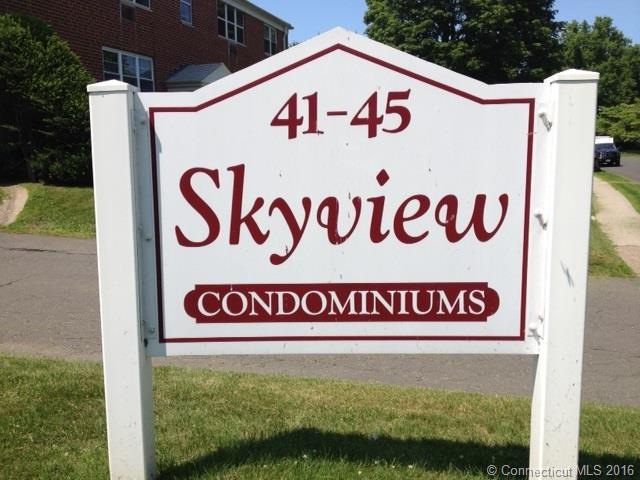 41-45
Skyview
CONDOMINIUMS
© Connecticut MLS 2016